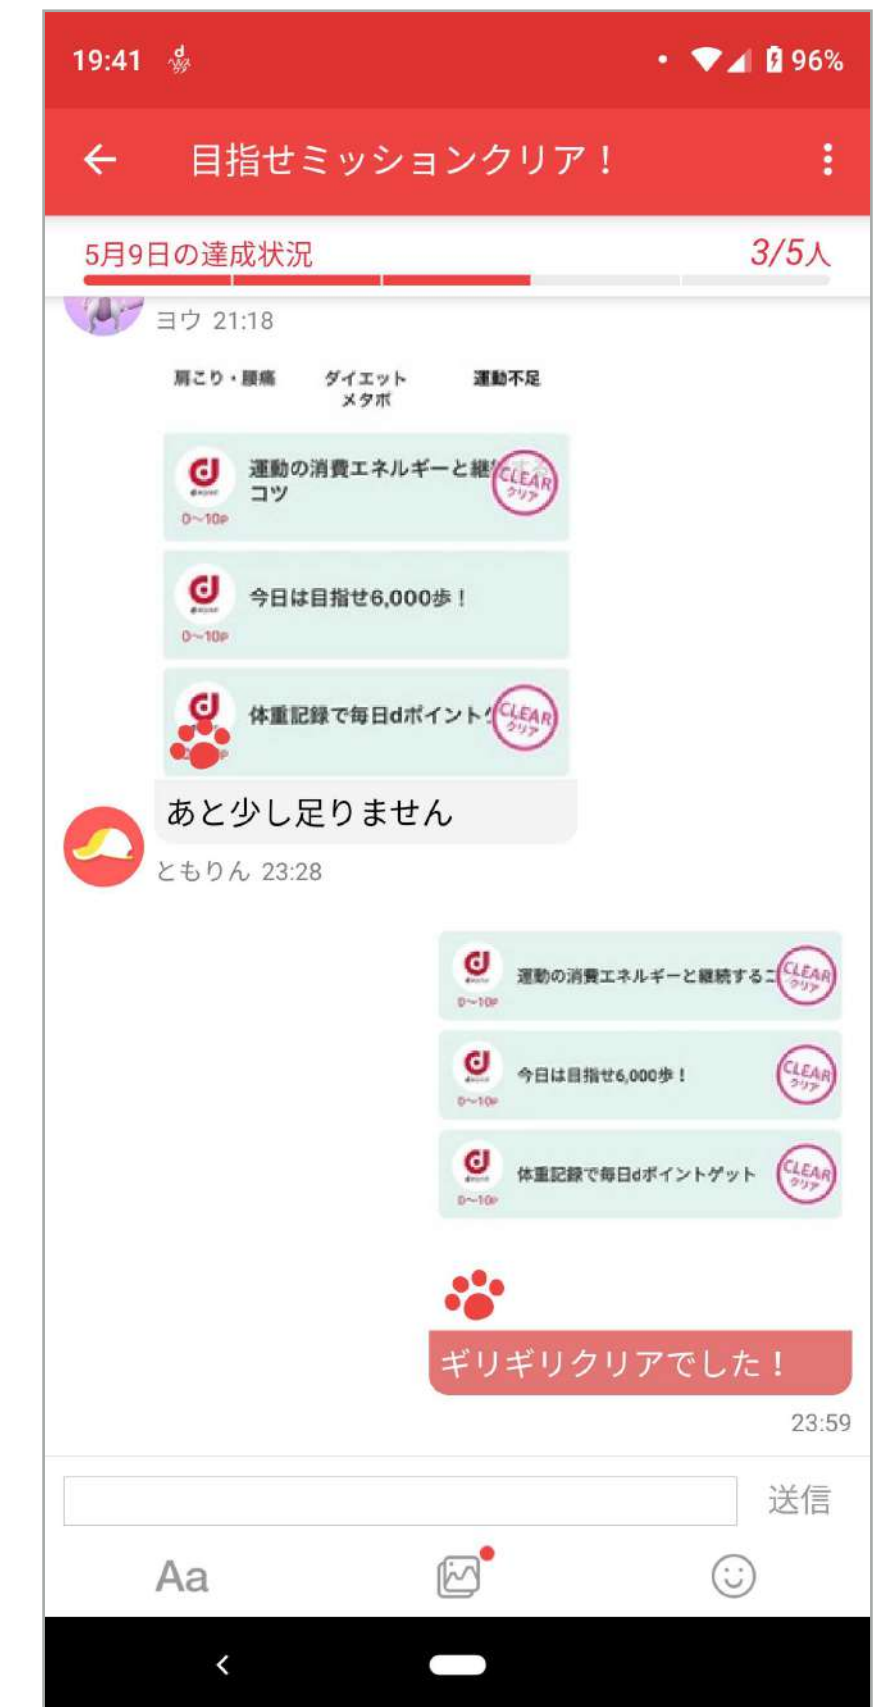 19:41
96%
目指せミッションクリア！
5月9日の達成状況
3/5人
ヨウ 21:18
肩こり・腰痛
ダイエット
メタボ
運動不足
運動の消費エネルギーと継続する
コツ
CLEAR
クリア
0〜10P
今日は目指せ6,000歩！
0〜10P
体重記録で毎日dポイント
CLEAR
クリア
あと少し足りません
ともりん 23:28
運動の消費エネルギーと継続するコ
CLEAR
クリア
0〜10P
今日は目指せ6,000歩！
CLEAR
クリア
0〜10P
体重記録で毎日dポイントゲット
CLEAR
クリア
0〜10P
ギリギリクリアでした！
23:59
送信
Aa